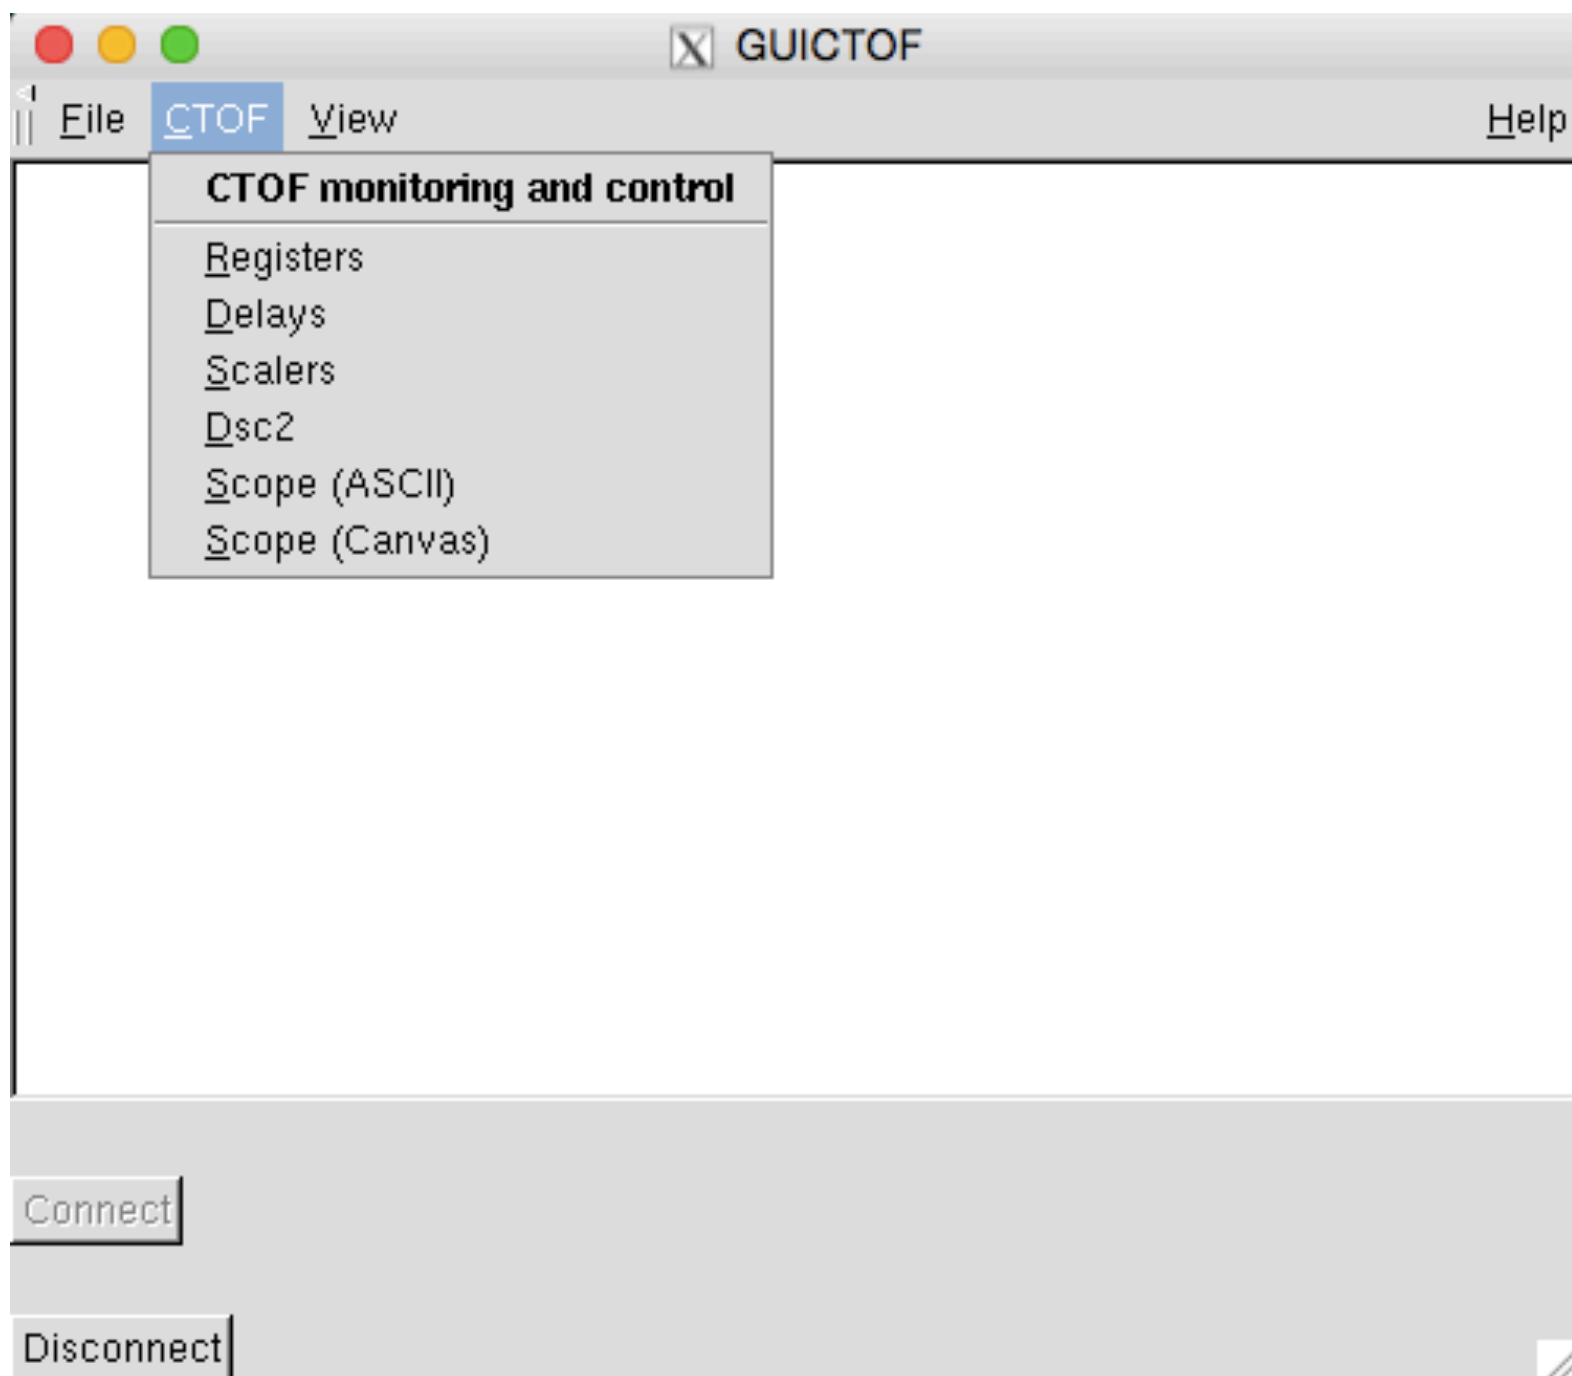 GUICTOF
File CTOF View Help
CTOF monitoring and control
Registers
Delays
Scalers
Dsc2
Scope (ASCII)
Scope (Canvas)
Connect
Disconnect